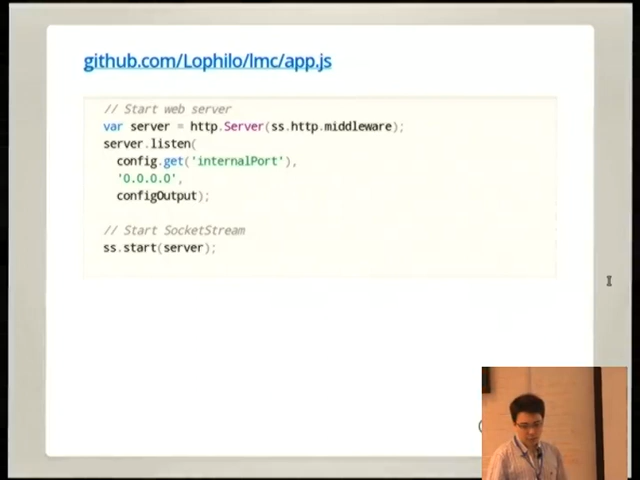 github.com/Lophilo/lmc/app.js
// Start web server
var server = http.Server(ss.http.middleware);
server.listen(
config.get('internalPort'),
'0.0.0.0',
configOutput);
// Start SocketStream
ss.start(server);